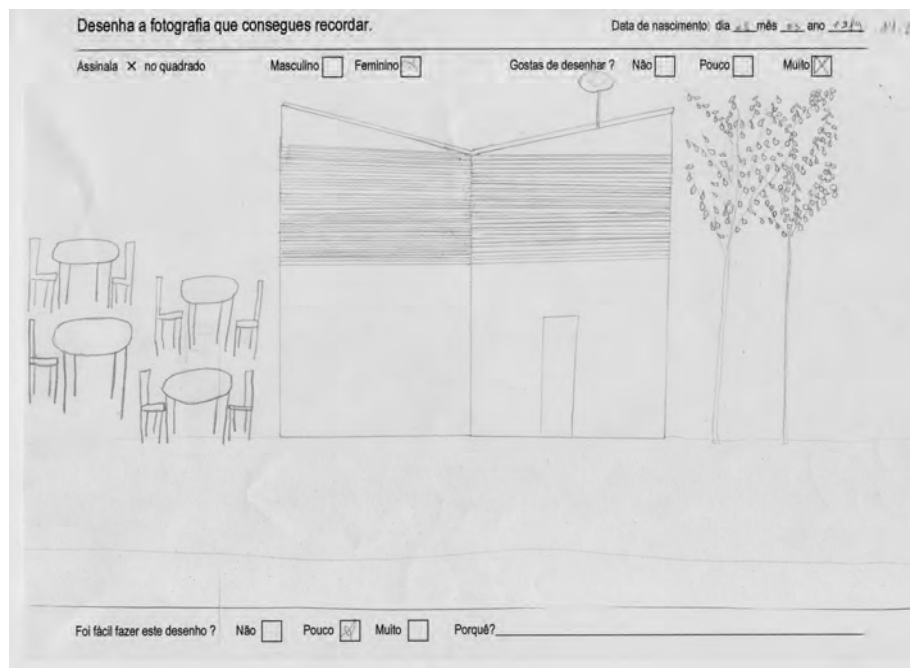 Desenha a fotografia que consegues recordar. Data de nascimento: dia mês 03 ano
Assinala × no quadrado Masculino Feminino Gostas de desenhar ? Não Pouco Muito
Foi fácil fazer este desenho ? Não Pouco Muito Porquê?